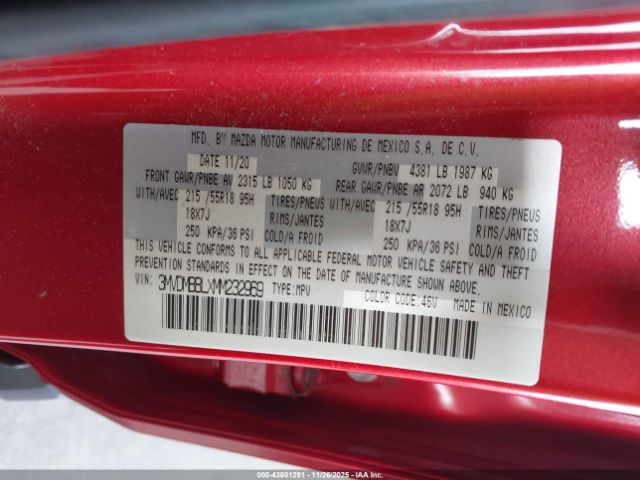 MFD. BY MAZDA MOTOR MANUFACTURING DE MEXICO S.A. DE C.V.
DATE 11/20 GVWR/PNBV 4381 LB 1987 KG
FRONT GAWR/PNBE AV 2315 LB 1050 KG REAR GAWR/PNBE AR 2072 LB 940 KG
WITH/AVEC 215 /55R18 95H TIRES/PNEUS WITH/AVEC 215 /55R18 95H TIRES/PNEUS
18X7J RIMS/JANTES 18X7J RIMS/JANTES
250 KPA/36 PSI COLD/A FROID 250 KPA/36 PSI COLD/A FROID
THIS VEHICLE CONFORMS TO ALL APPLICABLE FEDERAL MOTOR VEHICLE SAFETY AND THEFT
PREVENTION STANDARDS IN EFFECT ON THE DATE OF MANUFACTURE SHOWN ABOVE.
VIN: 3MVDMBBLXMM232969 TYPE:MPV COLOR CODE:46V MADE IN MEXICO
000-43801291 - 11/26/2025 - IAAI.COM